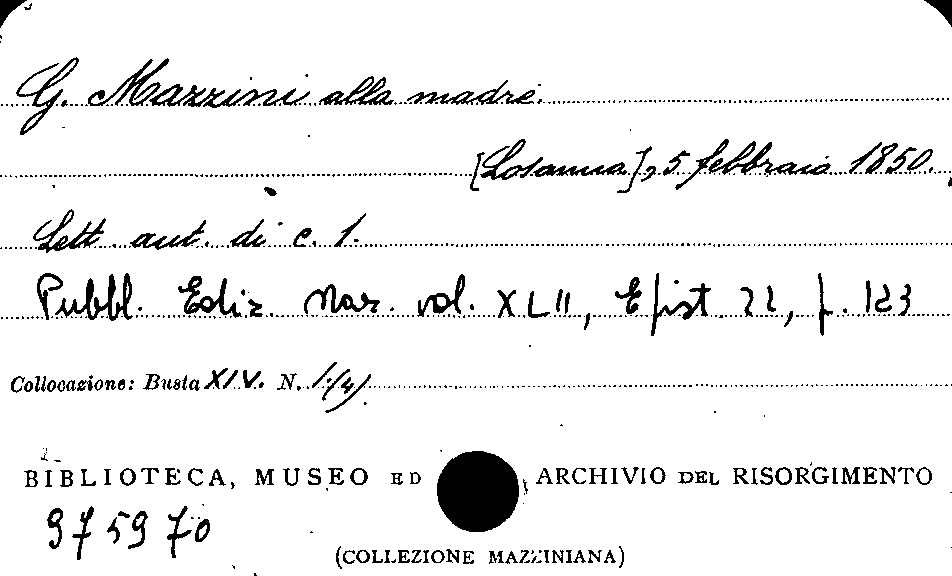 G. Mazzini alla madre.
[Losanna], 5 febbraio 1850.
Lett. aut. di c. 1.
Pubbl. Ediz. Naz. vol. XLII, Epist. 22, p. 123
Collocazione: Busta XIV. N. 1.(4)
BIBLIOTECA, MUSEO ED ARCHIVIO DEL RISORGIMENTO
975970
(COLLEZIONE MAZZINIANA)